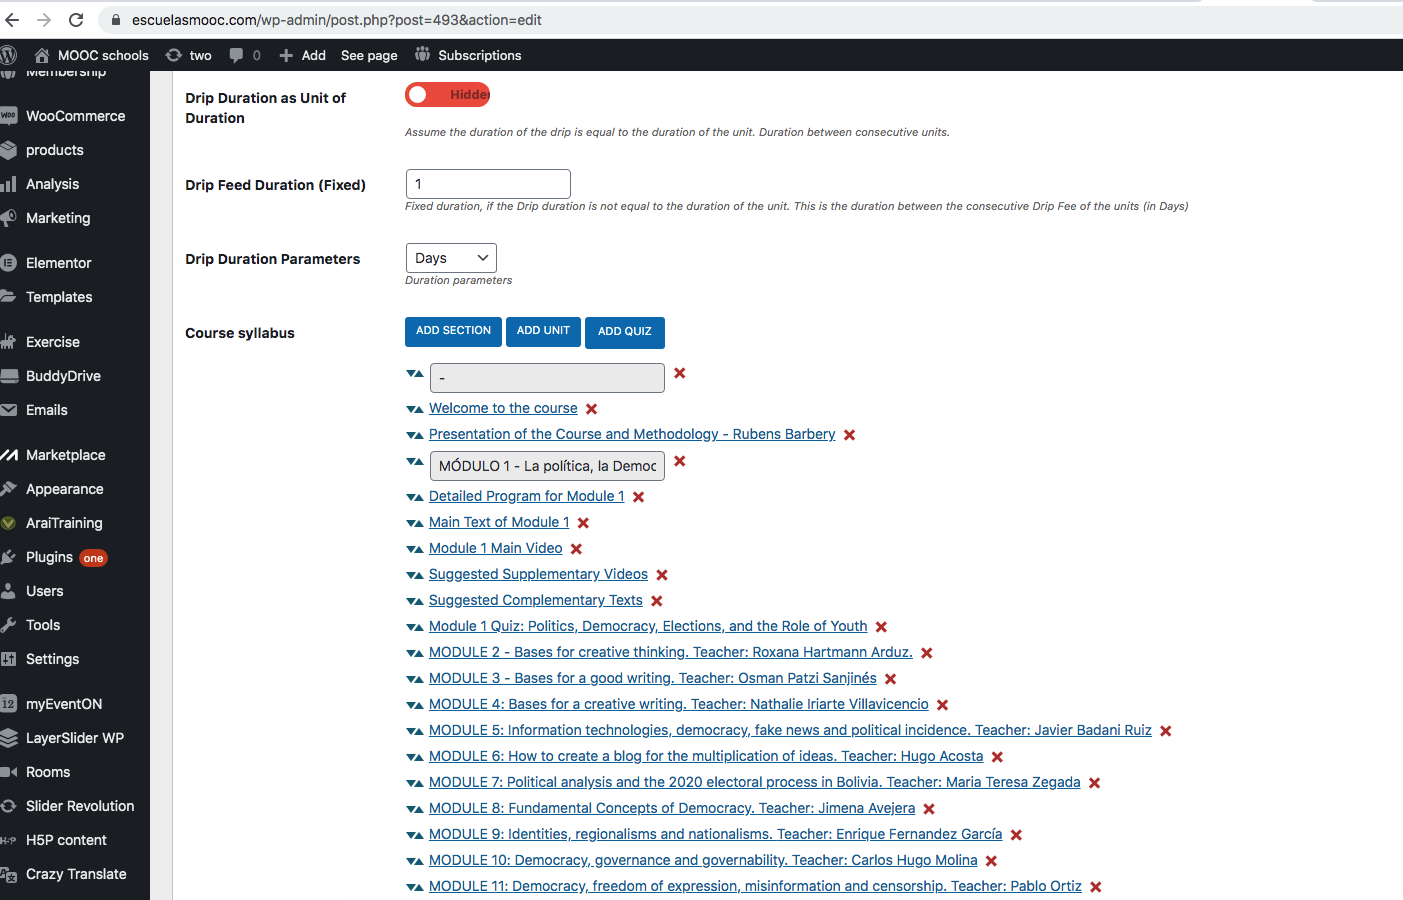 escuelasmooc.com/wp-admin/post.php?post=493&action=edit
MOOC schools two 0 Add See page Subscriptions
Membership
WooCommerce
products
Analysis
Marketing
Elementor
Templates
Exercise
BuddyDrive
Emails
Marketplace
Appearance
AraiTraining
Plugins one
Users
Tools
Settings
12 myEventON
LayerSlider WP
Rooms
Slider Revolution
H5P content
Crazy Translate
Drip Duration as Unit of
Duration
Hidden
Assume the duration of the drip is equal to the duration of the unit. Duration between consecutive units.
Drip Feed Duration (Fixed)
1
Fixed duration, if the Drip duration is not equal to the duration of the unit. This is the duration between the consecutive Drip Fee of the units (in Days)
Drip Duration Parameters
Days
Duration parameters
Course syllabus
ADD SECTION ADD UNIT ADD QUIZ
-
Welcome to the course
Presentation of the Course and Methodology - Rubens Barbery
MÓDULO 1 - La política, la Democ
Detailed Program for Module 1
Main Text of Module 1
Module 1 Main Video
Suggested Supplementary Videos
Suggested Complementary Texts
Module 1 Quiz: Politics, Democracy, Elections, and the Role of Youth
MODULE 2 - Bases for creative thinking. Teacher: Roxana Hartmann Arduz.
MODULE 3 - Bases for a good writing. Teacher: Osman Patzi Sanjinés
MODULE 4: Bases for a creative writing. Teacher: Nathalie Iriarte Villavicencio
MODULE 5: Information technologies, democracy, fake news and political incidence. Teacher: Javier Badani Ruiz
MODULE 6: How to create a blog for the multiplication of ideas. Teacher: Hugo Acosta
MODULE 7: Political analysis and the 2020 electoral process in Bolivia. Teacher: Maria Teresa Zegada
MODULE 8: Fundamental Concepts of Democracy. Teacher: Jimena Avejera
MODULE 9: Identities, regionalisms and nationalisms. Teacher: Enrique Fernandez García
MODULE 10: Democracy, governance and governability. Teacher: Carlos Hugo Molina
MODULE 11: Democracy, freedom of expression, misinformation and censorship. Teacher: Pablo Ortiz